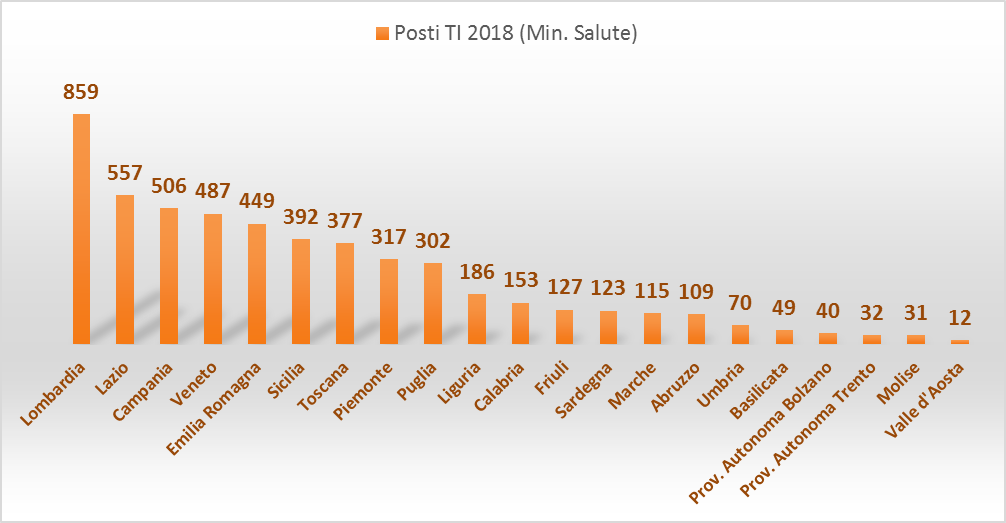 Posti TI 2018 (Min. Salute)
859
557
506
487
449
392
377
317
302
186
153
127
123
115
109
70
49
40
32
31
12
Lombardia
Lazio
Campania
Veneto
Emilia Romagna
Sicilia
Toscana
Piemonte
Puglia
Liguria
Calabria
Friuli
Sardegna
Marche
Abruzzo
Umbria
Basilicata
Prov. Autonoma Bolzano
Prov. Autonoma Trento
Molise
Valle d'Aosta